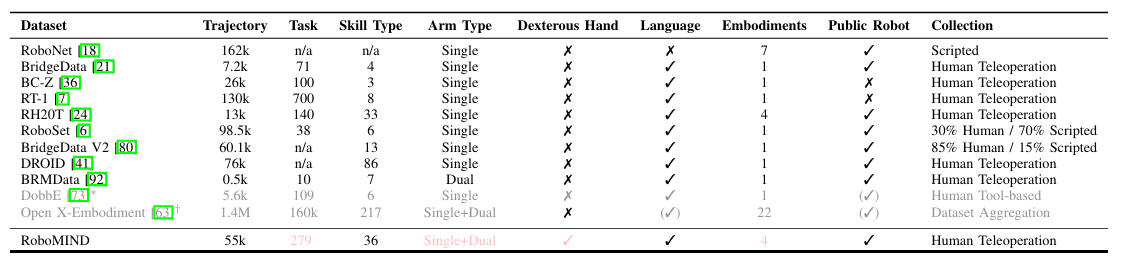 Dataset Trajectory Task Skill Type Arm Type Dexterous Hand Language Embodiments Public Robot Collection
RoboNet [18] 162k n/a n/a Single ✗ ✗ 7 ✓ Scripted
BridgeData [21] 7.2k 71 4 Single ✗ ✓ 1 ✓ Human Teleoperation
BC-Z [36] 26k 100 3 Single ✗ ✓ 1 ✗ Human Teleoperation
RT-1 [7] 130k 700 8 Single ✗ ✓ 1 ✗ Human Teleoperation
RH20T [24] 13k 140 33 Single ✗ ✓ 4 ✓ Human Teleoperation
RoboSet [6] 98.5k 38 6 Single ✗ ✓ 1 ✓ 30% Human / 70% Scripted
BridgeData V2 [80] 60.1k n/a 13 Single ✗ ✓ 1 ✓ 85% Human / 15% Scripted
DROID [41] 76k n/a 86 Single ✗ ✓ 1 ✓ Human Teleoperation
BRMData [92] 0.5k 10 7 Dual ✗ ✓ 1 ✓ Human Teleoperation
DobbE [73]* 5.6k 109 6 Single ✗ ✓ 1 (✓) Human Tool-based
Open X-Embodiment [63]† 1.4M 160k 217 Single+Dual ✗ (✓) 22 (✓) Dataset Aggregation
RoboMIND 55k 279 36 Single+Dual ✓ ✓ 4 ✓ Human Teleoperation